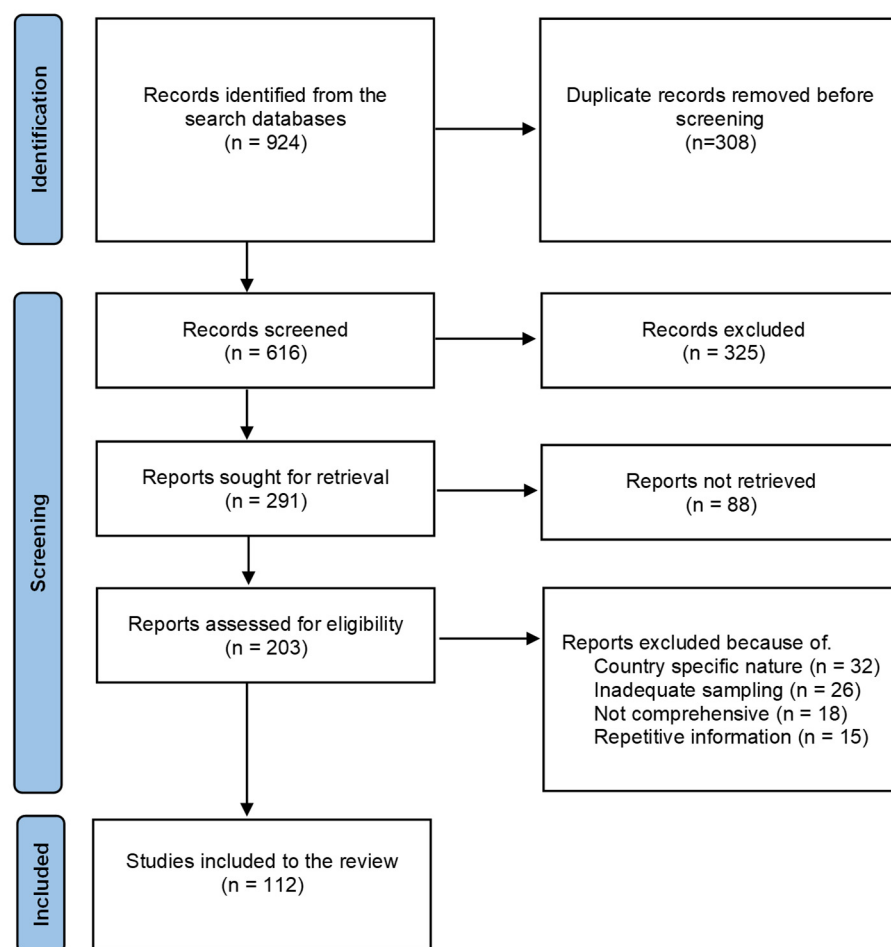 Identification
Records identified from the
search databases
(n = 924)
Duplicate records removed before
screening
(n=308)
Screening
Records screened
(n = 616)
Records excluded
(n = 325)
Reports sought for retrieval
(n = 291)
Reports not retrieved
(n = 88)
Reports assessed for eligibility
(n = 203)
Reports excluded because of.
Country specific nature (n = 32)
Inadequate sampling (n = 26)
Not comprehensive (n = 18)
Repetitive information (n = 15)
Included
Studies included to the review
(n = 112)